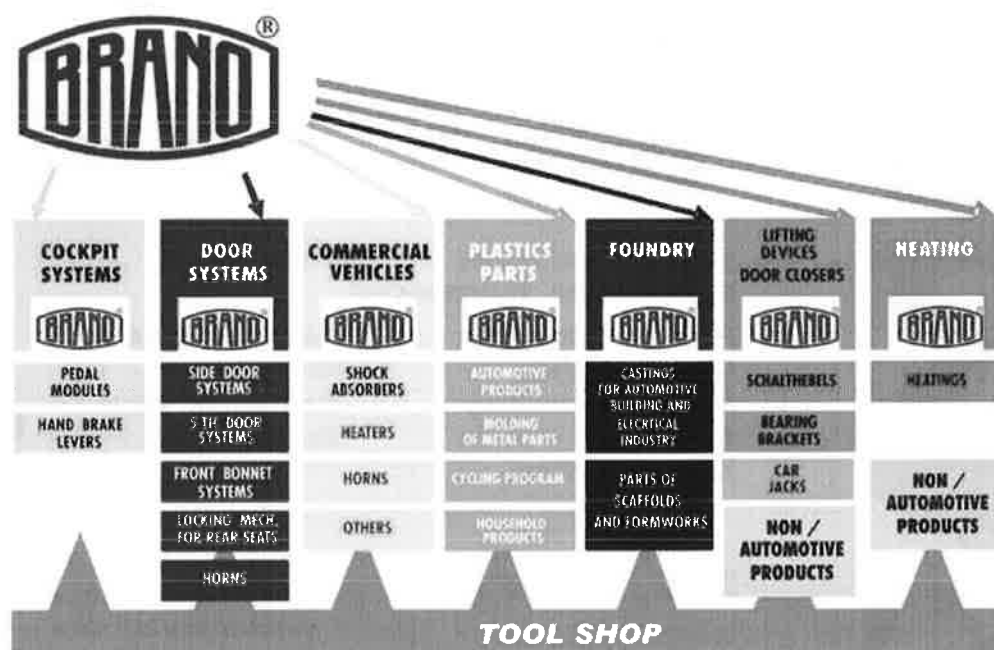 BRANO®
COCKPIT
SYSTEMS
BRANO
PEDAL
MODULES
HAND BRAKE
LEVERS
DOOR
SYSTEMS
BRANO
SIDE DOOR
SYSTEMS
5 TH DOOR
SYSTEMS
FRONT BONNET
SYSTEMS
LOCKING MECH.
FOR REAR SEATS
HORNS
COMMERCIAL
VEHICLES
BRANO
SHOCK
ABSORBERS
HEATERS
HORNS
OTHERS
PLASTICS
PARTS
BRANO
AUTOMOTIVE
PRODUCTS
MOLDING
OF METAL PARTS
CYCLING PROGRAM
HOUSEHOLD
PRODUCTS
FOUNDRY
BRANO
CASTINGS
FOR AUTOMOTIVE
BUILDING AND
ELECRTICAL
INDUSTRY
PARTS OF
SCAFFOLDS
AND FORMWORKS
LIFTING
DEVICES
DOOR CLOSERS
BRANO
SCHALTHEBELS
BEARING
BRACKETS
CAR
JACKS
NON /
AUTOMOTIVE
PRODUCTS
HEATING
BRANO
HEATINGS
NON /
AUTOMOTIVE
PRODUCTS
TOOL SHOP